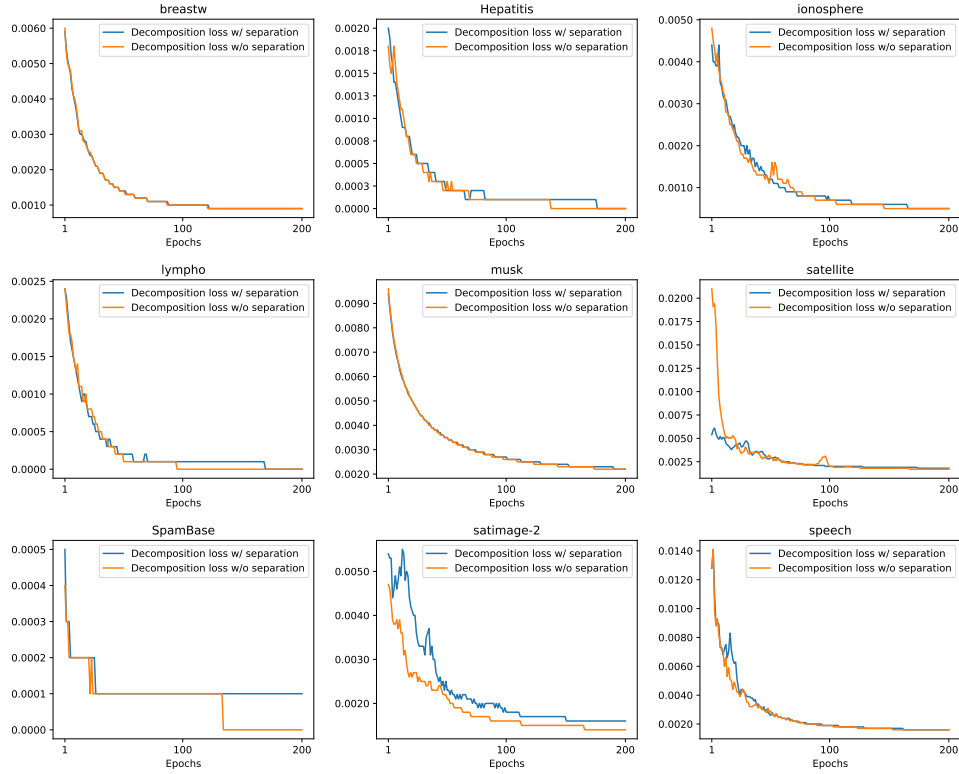 breastw
0.0060
0.0050
0.0040
0.0030
0.0020
0.0010
Decomposition loss w/ separation
Decomposition loss w/o separation
1
100
200
Epochs
Hepatitis
0.0020
0.0018
0.0015
0.0013
0.0010
0.0008
0.0005
0.0003
0.0000
Decomposition loss w/ separation
Decomposition loss w/o separation
1
100
200
Epochs
ionosphere
0.0050
0.0040
0.0030
0.0020
0.0010
Decomposition loss w/ separation
Decomposition loss w/o separation
1
100
200
Epochs
lympho
0.0025
0.0020
0.0015
0.0010
0.0005
0.0000
Decomposition loss w/ separation
Decomposition loss w/o separation
1
100
200
Epochs
musk
0.0090
0.0080
0.0070
0.0060
0.0050
0.0040
0.0030
0.0020
Decomposition loss w/ separation
Decomposition loss w/o separation
1
100
200
Epochs
satellite
0.0200
0.0175
0.0150
0.0125
0.0100
0.0075
0.0050
0.0025
Decomposition loss w/ separation
Decomposition loss w/o separation
1
100
200
Epochs
SpamBase
0.0005
0.0004
0.0003
0.0002
0.0001
0.0000
Decomposition loss w/ separation
Decomposition loss w/o separation
1
100
200
Epochs
satimage-2
0.0050
0.0040
0.0030
0.0020
Decomposition loss w/ separation
Decomposition loss w/o separation
1
100
200
Epochs
speech
0.0140
0.0120
0.0100
0.0080
0.0060
0.0040
0.0020
Decomposition loss w/ separation
Decomposition loss w/o separation
1
100
200
Epochs